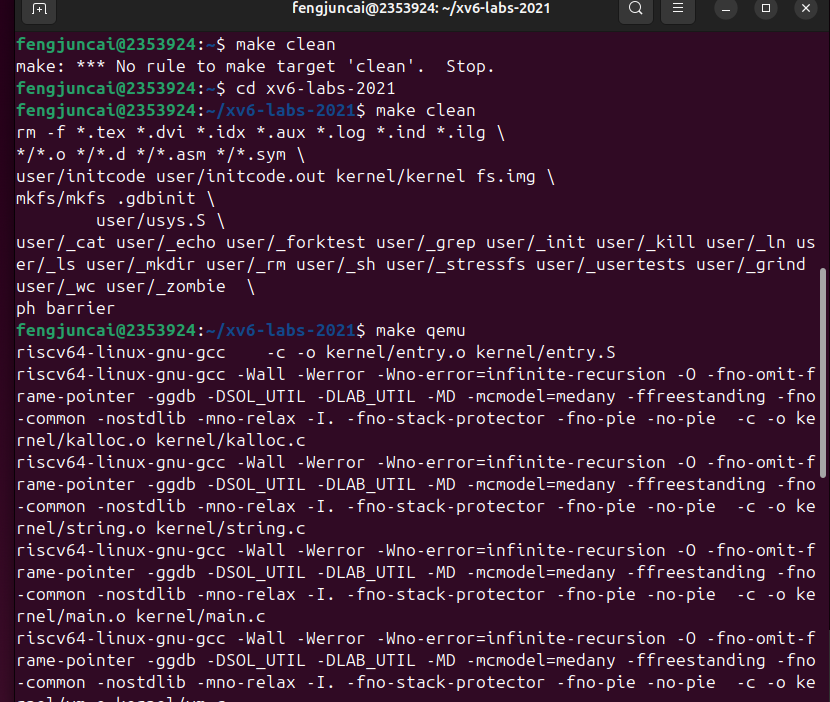 fengjuncai@2353924: ~/xv6-labs-2021
fengjuncai@2353924:~$ make clean
make: *** No rule to make target 'clean'.  Stop.
fengjuncai@2353924:~$ cd xv6-labs-2021
fengjuncai@2353924:~/xv6-labs-2021$ make clean
rm -f *.tex *.dvi *.idx *.aux *.log *.ind *.ilg \
*/*.o */*.d */*.asm */*.sym \
user/initcode user/initcode.out kernel/kernel fs.img \
mkfs/mkfs .gdbinit \
        user/usys.S \
user/_cat user/_echo user/_forktest user/_grep user/_init user/_kill user/_ln us
er/_ls user/_mkdir user/_rm user/_sh user/_stressfs user/_usertests user/_grind
user/_wc user/_zombie  \
ph barrier
fengjuncai@2353924:~/xv6-labs-2021$ make qemu
riscv64-linux-gnu-gcc    -c -o kernel/entry.o kernel/entry.S
riscv64-linux-gnu-gcc -Wall -Werror -Wno-error=infinite-recursion -O -fno-omit-f
rame-pointer -ggdb -DSOL_UTIL -DLAB_UTIL -MD -mcmodel=medany -ffreestanding -fno
-common -nostdlib -mno-relax -I. -fno-stack-protector -fno-pie -no-pie  -c -o ke
rnel/kalloc.o kernel/kalloc.c
riscv64-linux-gnu-gcc -Wall -Werror -Wno-error=infinite-recursion -O -fno-omit-f
rame-pointer -ggdb -DSOL_UTIL -DLAB_UTIL -MD -mcmodel=medany -ffreestanding -fno
-common -nostdlib -mno-relax -I. -fno-stack-protector -fno-pie -no-pie  -c -o ke
rnel/string.o kernel/string.c
riscv64-linux-gnu-gcc -Wall -Werror -Wno-error=infinite-recursion -O -fno-omit-f
rame-pointer -ggdb -DSOL_UTIL -DLAB_UTIL -MD -mcmodel=medany -ffreestanding -fno
-common -nostdlib -mno-relax -I. -fno-stack-protector -fno-pie -no-pie  -c -o ke
rnel/main.o kernel/main.c
riscv64-linux-gnu-gcc -Wall -Werror -Wno-error=infinite-recursion -O -fno-omit-f
rame-pointer -ggdb -DSOL_UTIL -DLAB_UTIL -MD -mcmodel=medany -ffreestanding -fno
-common -nostdlib -mno-relax -I. -fno-stack-protector -fno-pie -no-pie  -c -o ke